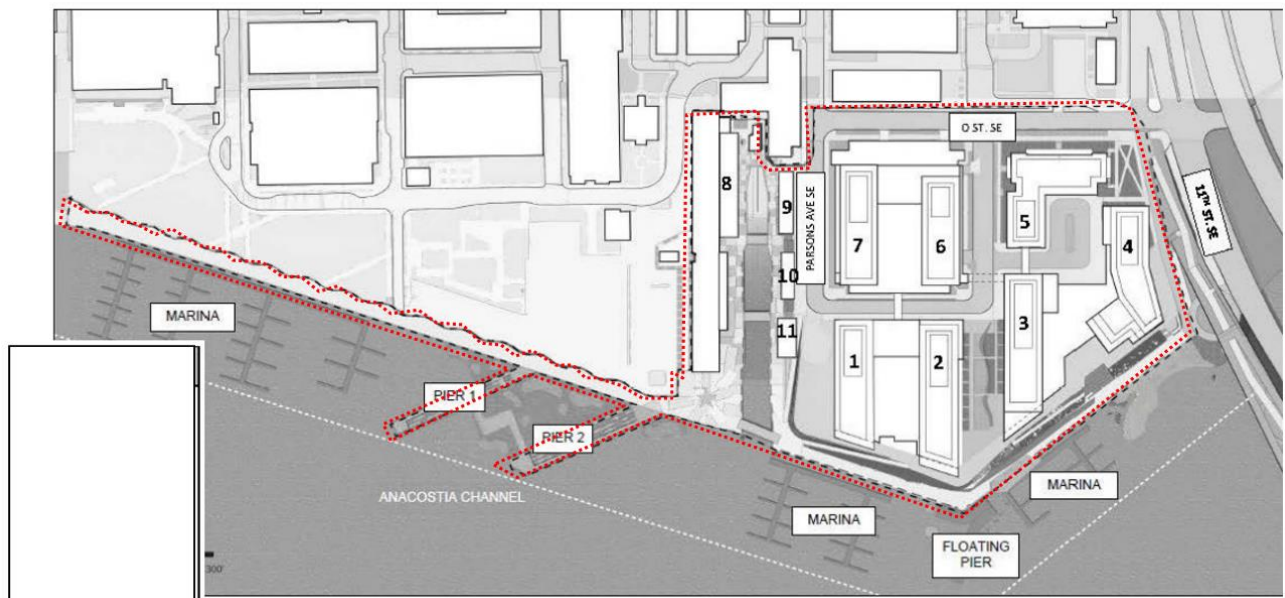 O ST. SE
11TH ST. SE
PARSONS AVE SE
8
9
10
11
7
6
5
4
3
1
2
MARINA
PIER 1
PIER 2
ANACOSTIA CHANNEL
MARINA
MARINA
FLOATING
PIER
300'